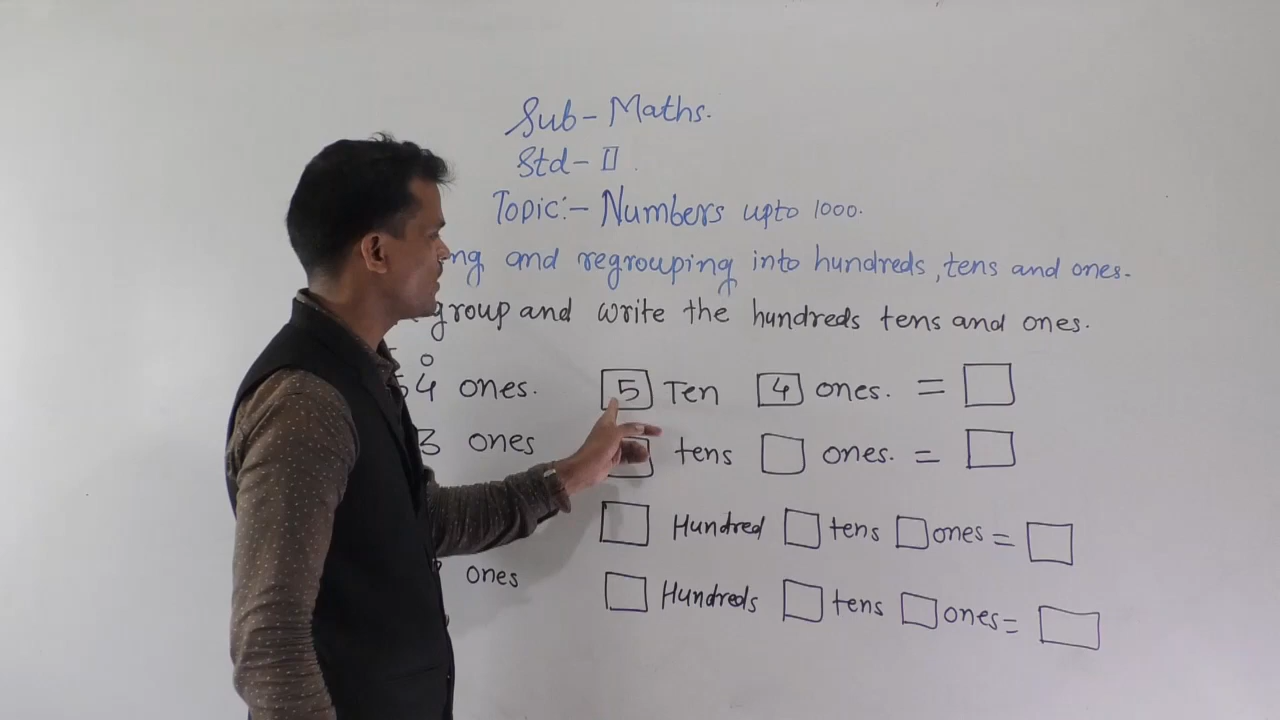 Sub - Maths.
Std - II.
Topic:- Numbers upto 1000.
ng and regrouping into hundreds, tens and ones.
group and write the hundreds tens and ones.
T O
54 ones. 5 Ten 4 ones. =
3 ones tens ones. =
Hundred tens ones =
ones Hundreds tens ones =